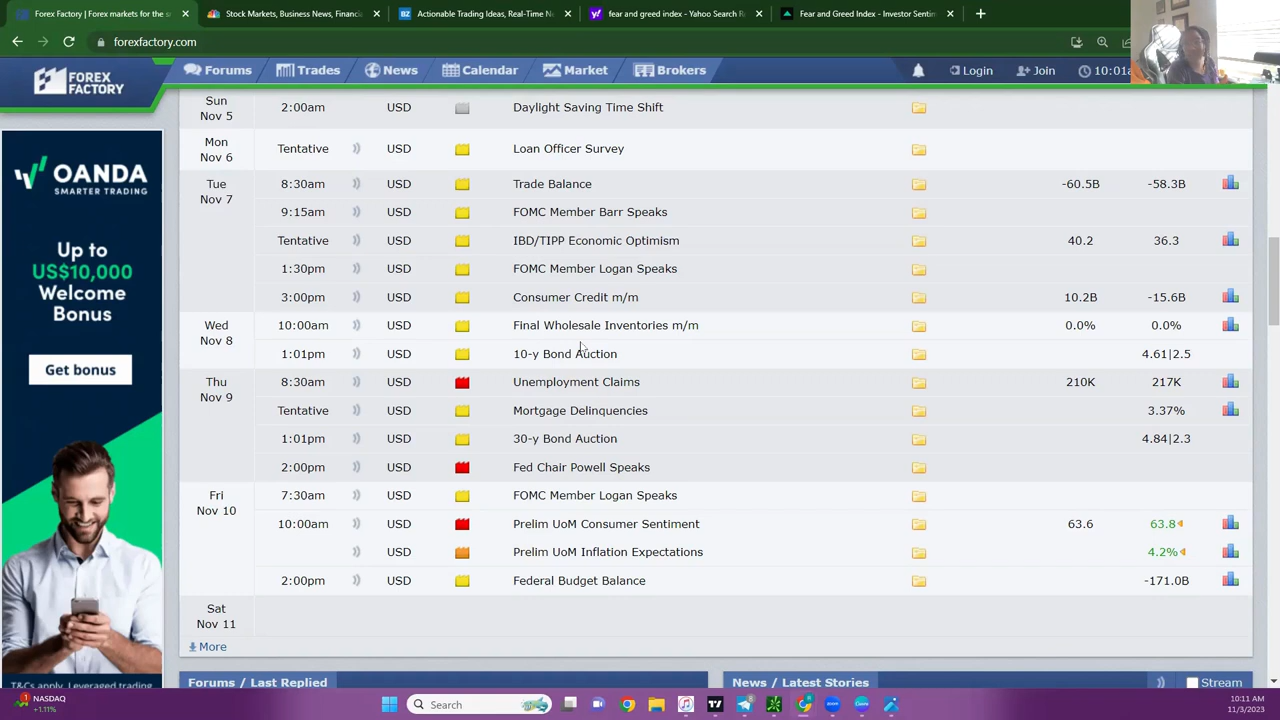 Forex Factory | Forex markets for the s
Stock Markets, Business News, Financi
Actionable Trading Ideas, Real-Time N
fear and greed index - Yahoo Search R
Fear and Greed Index - Investor Senti
forexfactory.com
FOREX FACTORY
Forums
Trades
News
Calendar
Market
Brokers
Login
Join
10:01a
Sun Nov 5 2:00am USD Daylight Saving Time Shift
Mon Nov 6 Tentative USD Loan Officer Survey
Tue Nov 7 8:30am USD Trade Balance -60.5B -58.3B
9:15am USD FOMC Member Barr Speaks
Tentative USD IBD/TIPP Economic Optimism 40.2 36.3
1:30pm USD FOMC Member Logan Speaks
3:00pm USD Consumer Credit m/m 10.2B -15.6B
Wed Nov 8 10:00am USD Final Wholesale Inventories m/m 0.0% 0.0%
1:01pm USD 10-y Bond Auction 4.61|2.5
Thu Nov 9 8:30am USD Unemployment Claims 210K 217K
Tentative USD Mortgage Delinquencies 3.37%
1:01pm USD 30-y Bond Auction 4.84|2.3
2:00pm USD Fed Chair Powell Speaks
Fri Nov 10 7:30am USD FOMC Member Logan Speaks
10:00am USD Prelim UoM Consumer Sentiment 63.6 63.8
USD Prelim UoM Inflation Expectations 4.2%
2:00pm USD Federal Budget Balance -171.0B
Sat Nov 11
More
Forums / Last Replied
Stories
Stream
OANDA
SMARTER TRADING
Up to
US$10,000
Welcome
Bonus
Get bonus
T&Cs apply. Leveraged trading
NASDAQ
+1.11%
Search
10:11 AM
11/3/2023